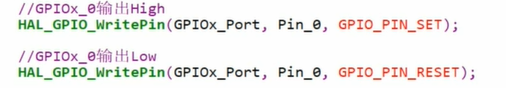 //GPIOx_0输出High
HAL_GPIO_WritePin(GPIOx_Port, Pin_0, GPIO_PIN_SET);
//GPIOx_0输出Low
HAL_GPIO_WritePin(GPIOx_Port, Pin_0, GPIO_PIN_RESET);